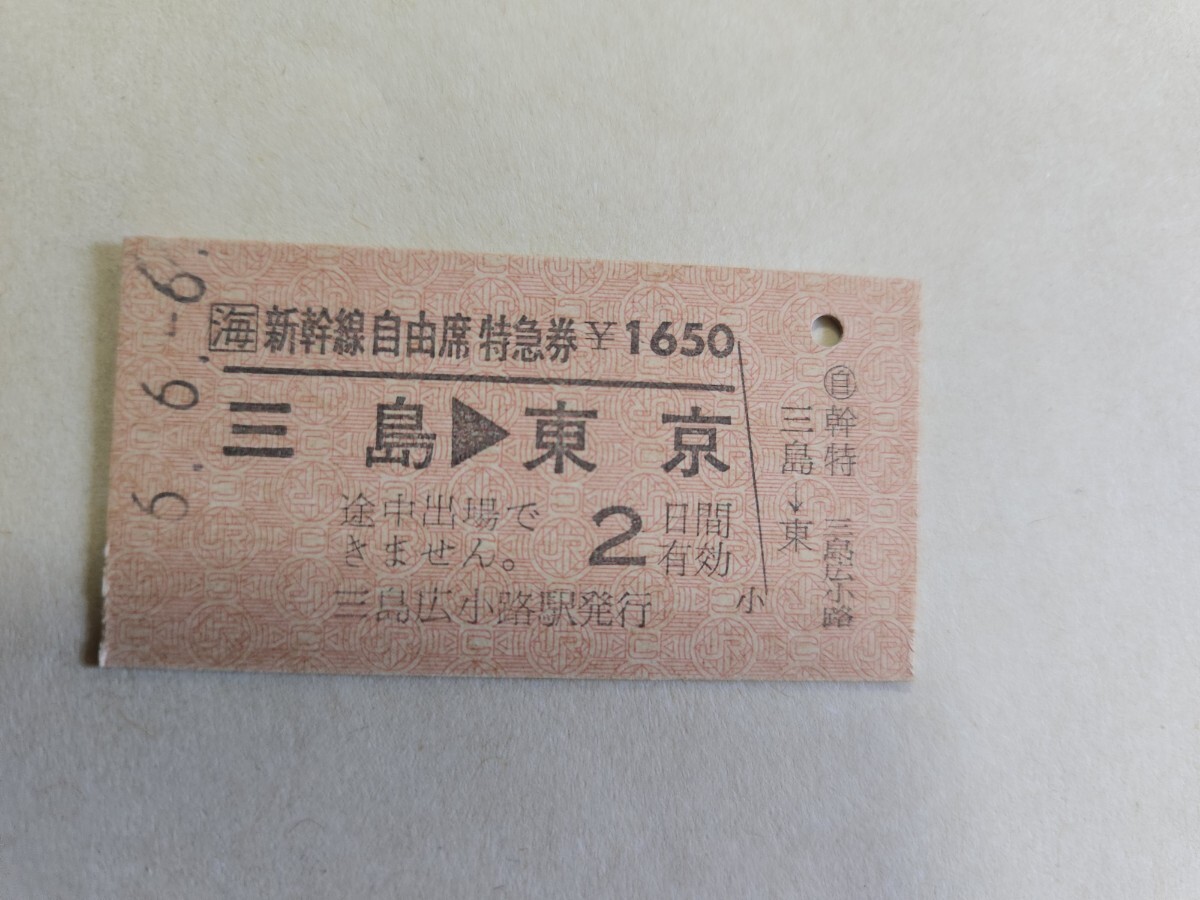 6.-6.-6.
海 新幹線自由席特急券 ¥1650
三島▶東京
途中出場で
きません。
2日間
有効
三島広小路駅発行
小
自 幹特 三島広小路
三島→東